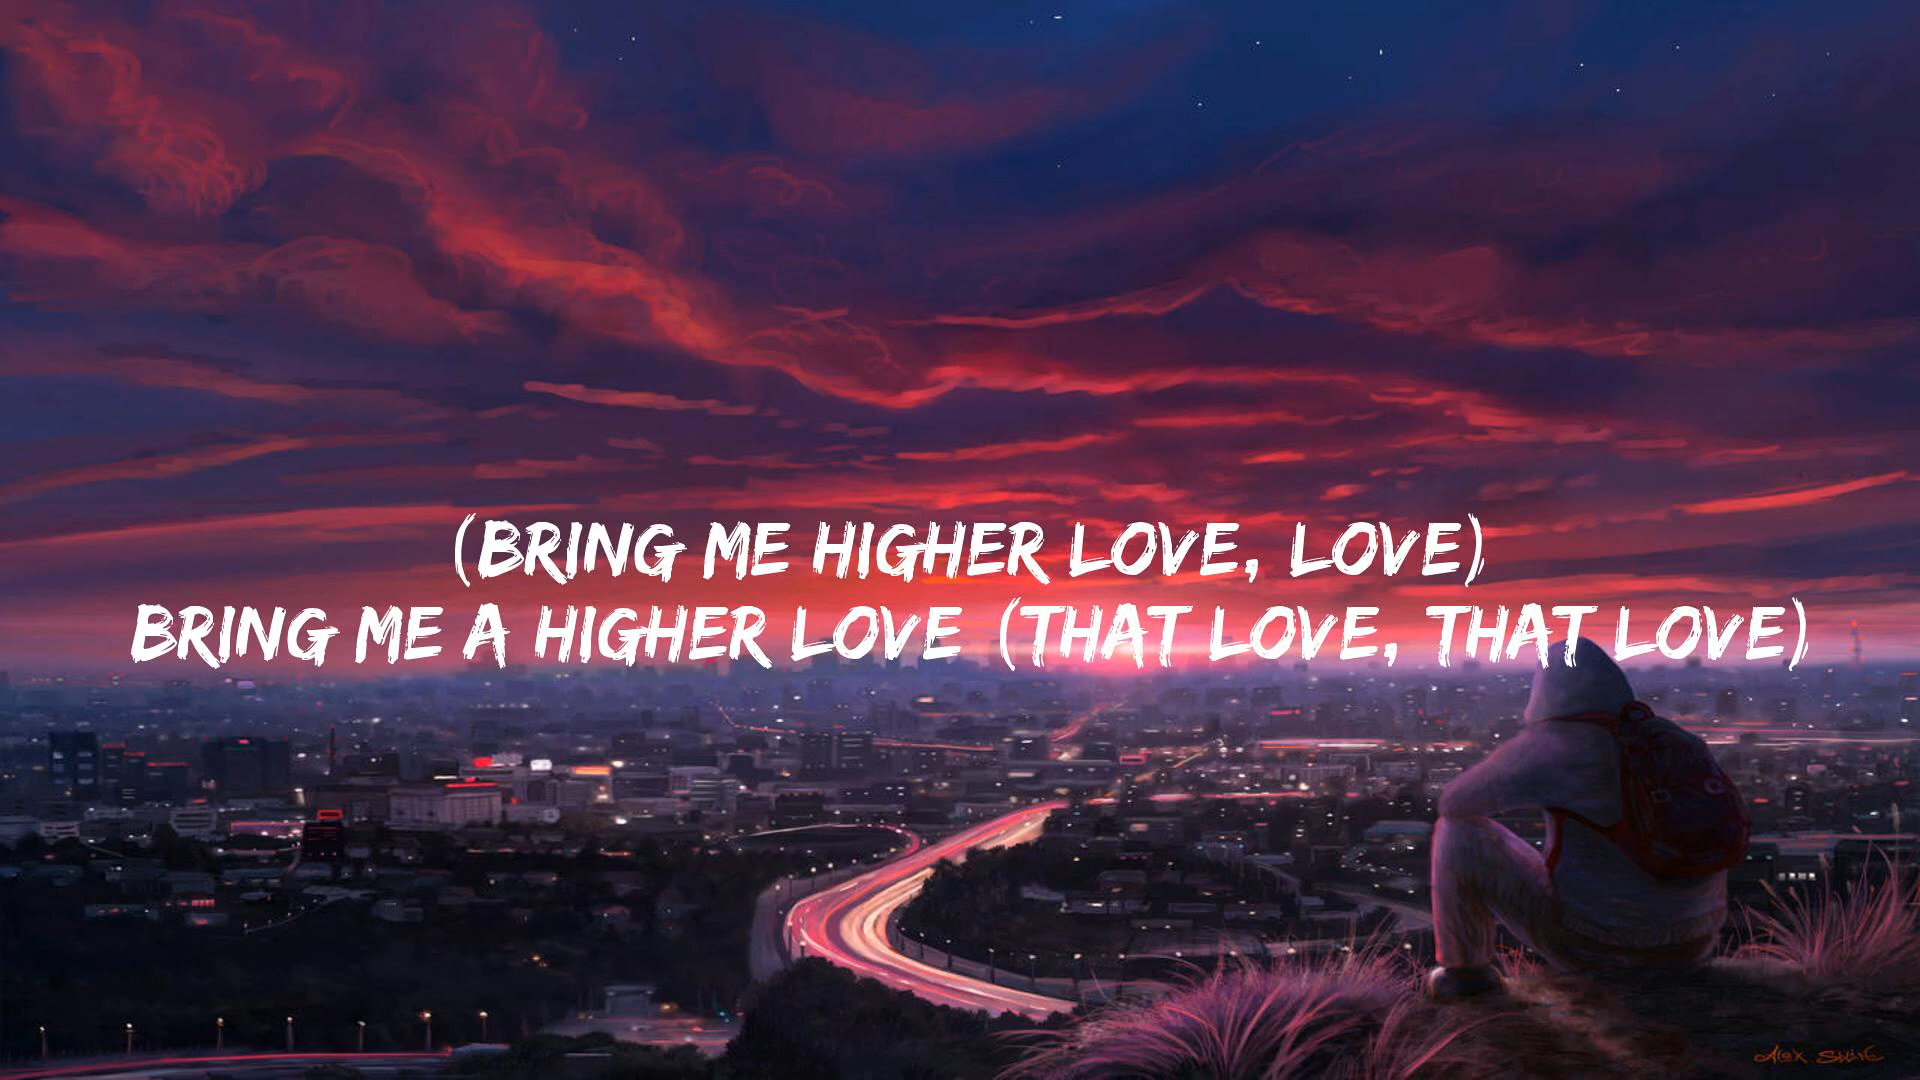 (BRING ME HIGHER LOVE, LOVE)
BRING ME A HIGHER LOVE (THAT LOVE, THAT LOVE)